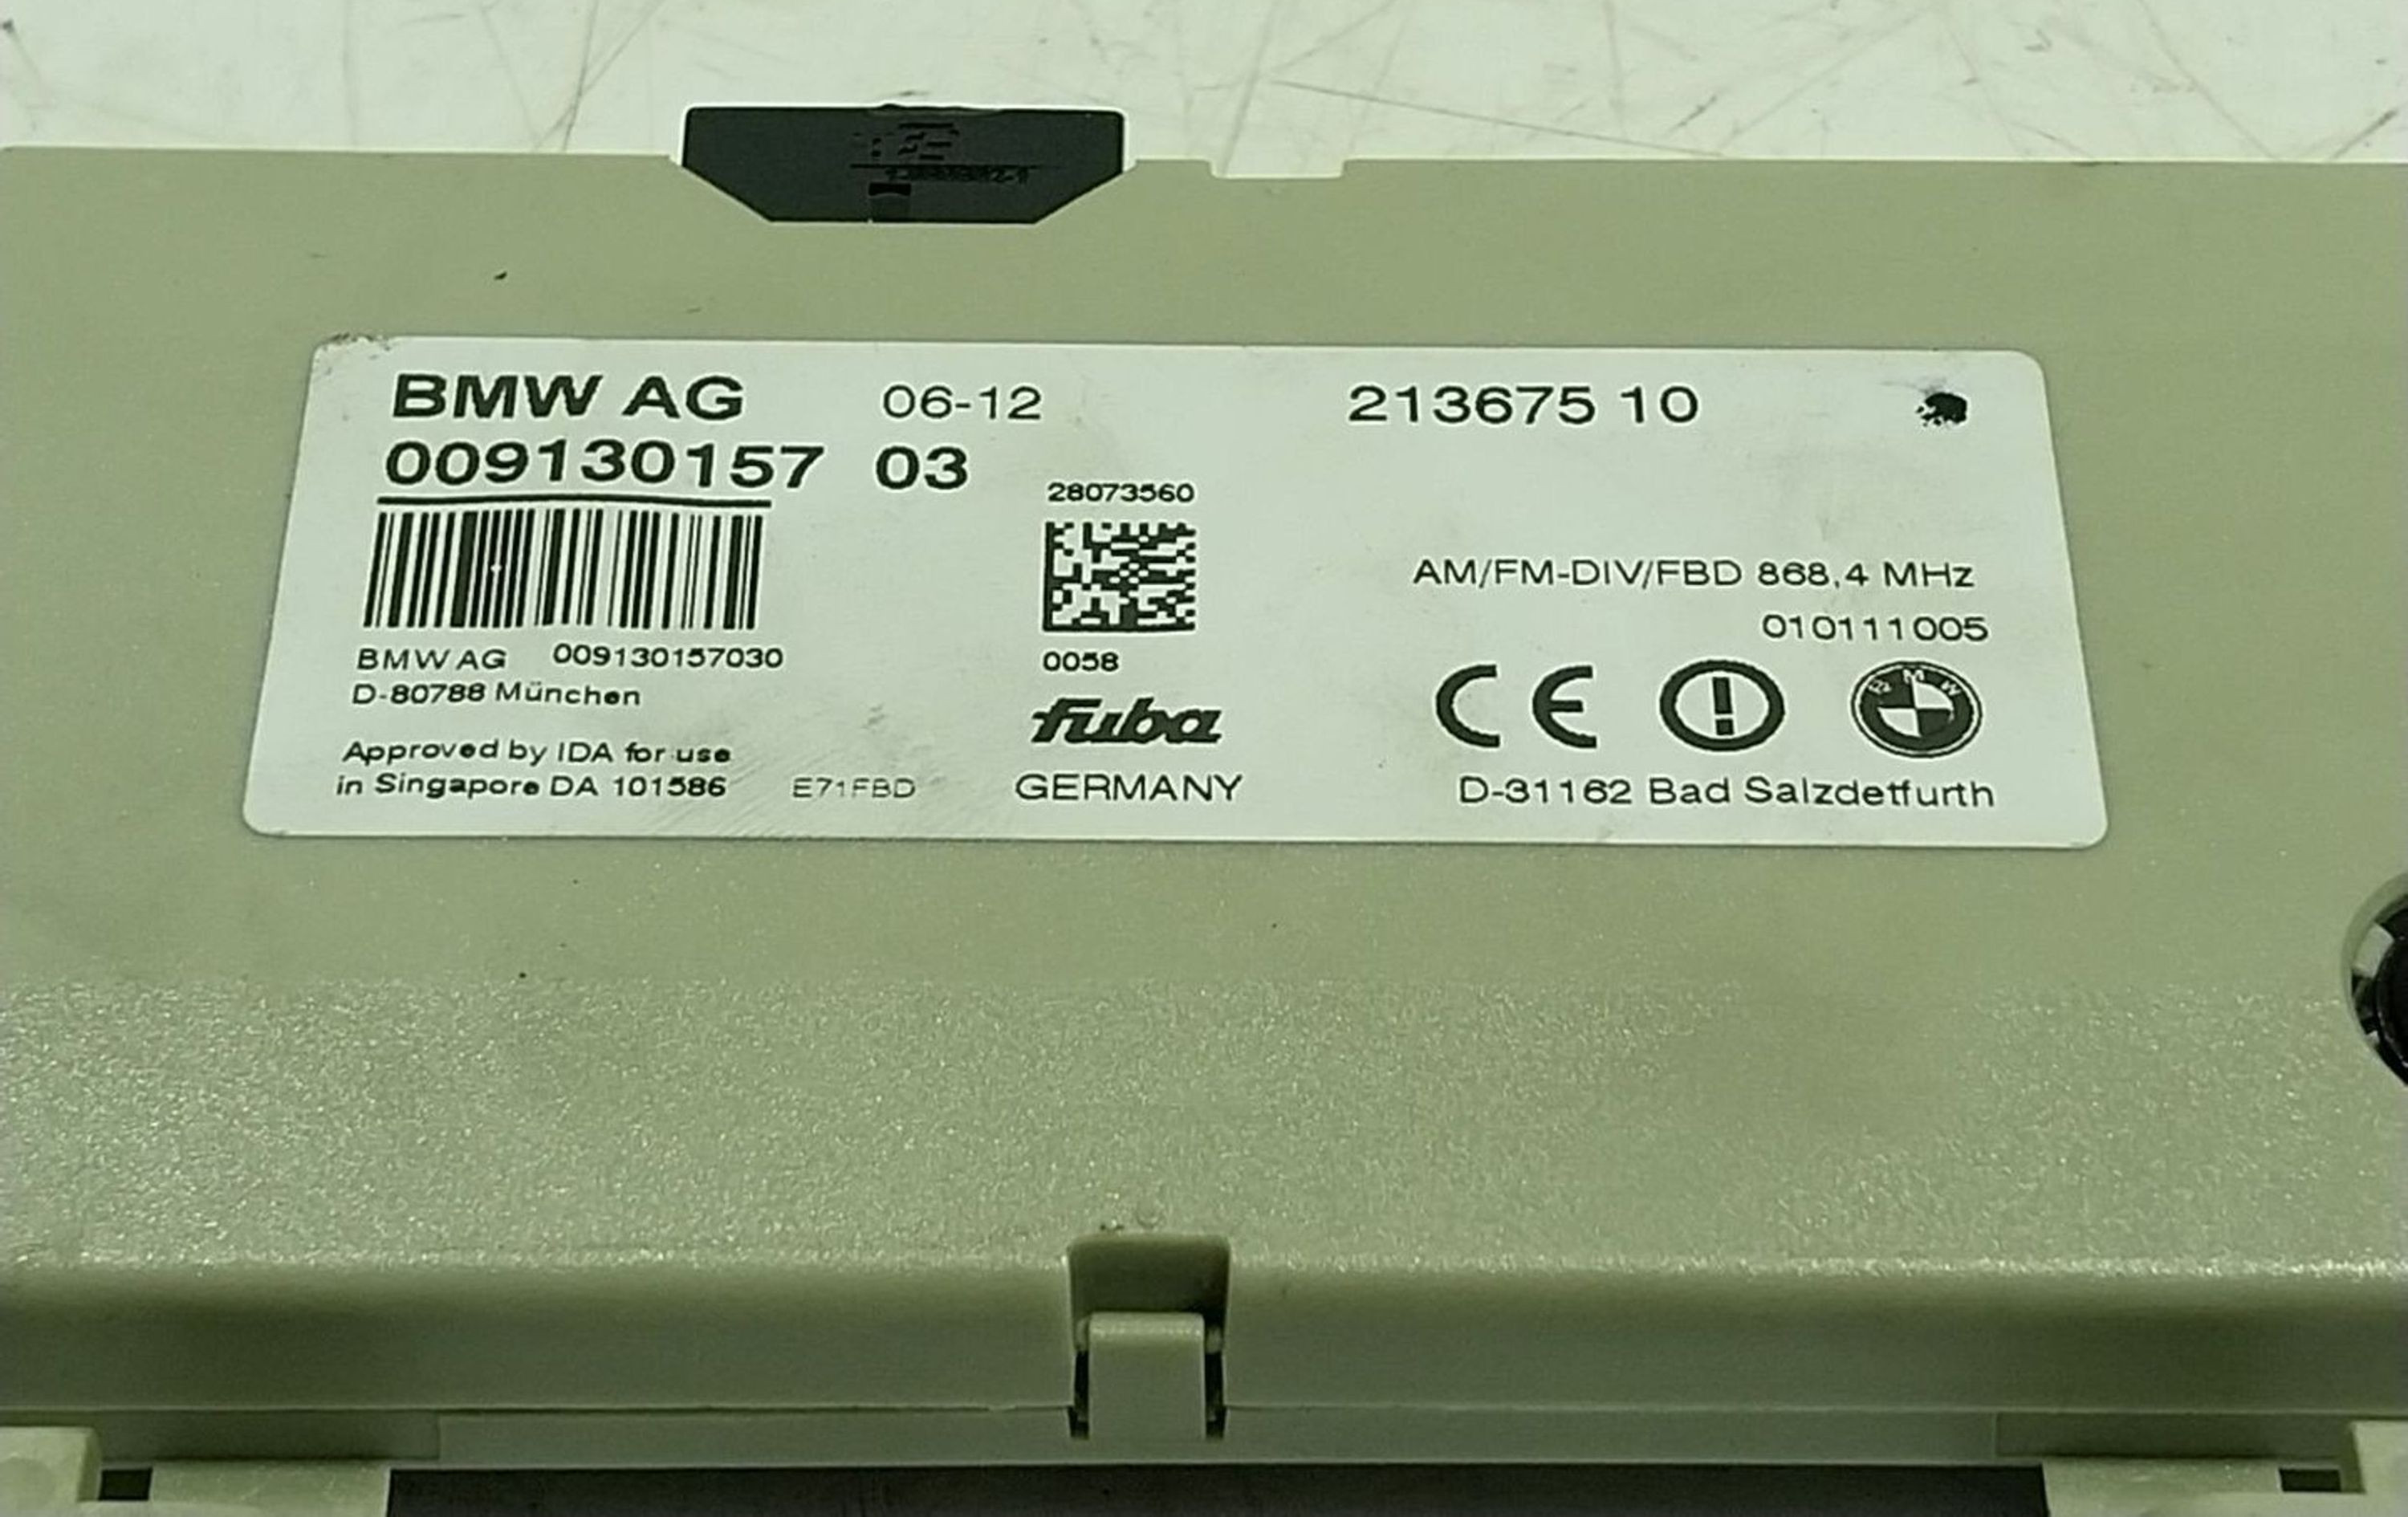 BMW AG 06-12 213675 10
009130157 03
28073560
AM/FM-DIV/FBD 868,4 MHz
010111005
BMW AG 009130157030
0058
D-80788 München
fuba
CE
BMW
Approved by IDA for use
in Singapore DA 101586 E71FBD
GERMANY
D-31162 Bad Salzdetfurth